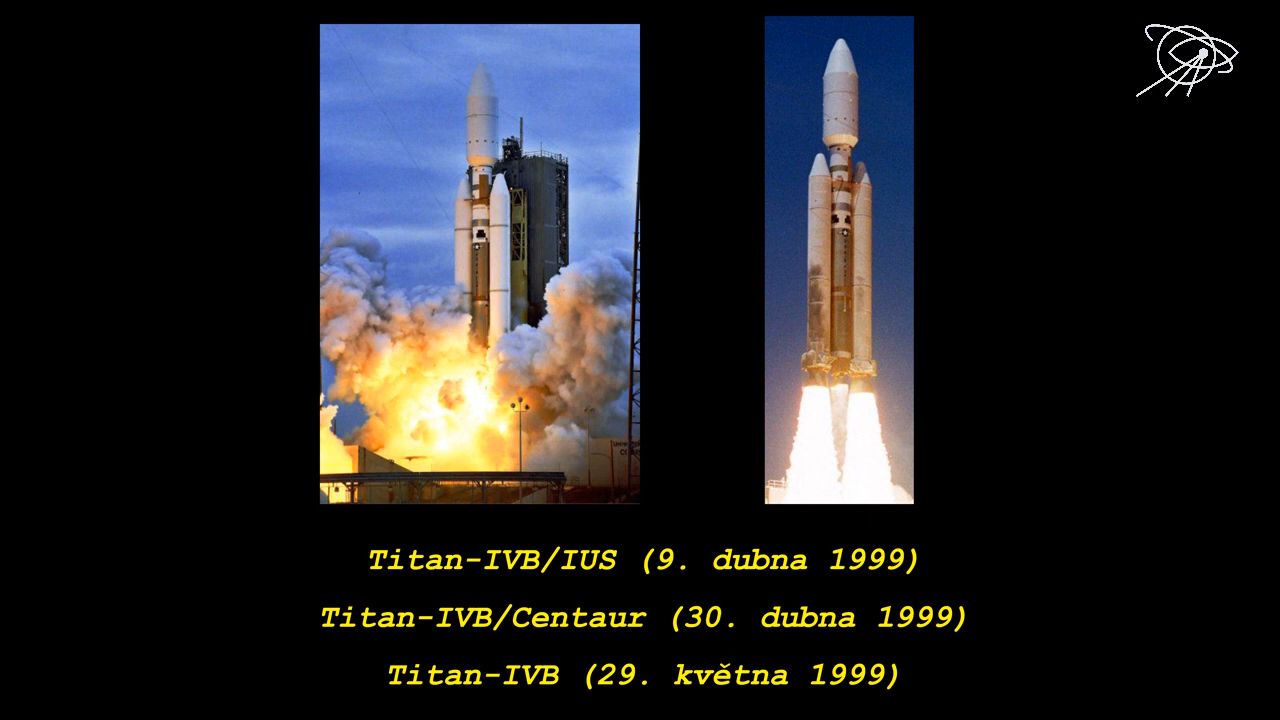 Titan-IVB/IUS (9. dubna 1999)
Titan-IVB/Centaur (30. dubna 1999)
Titan-IVB (29. května 1999)